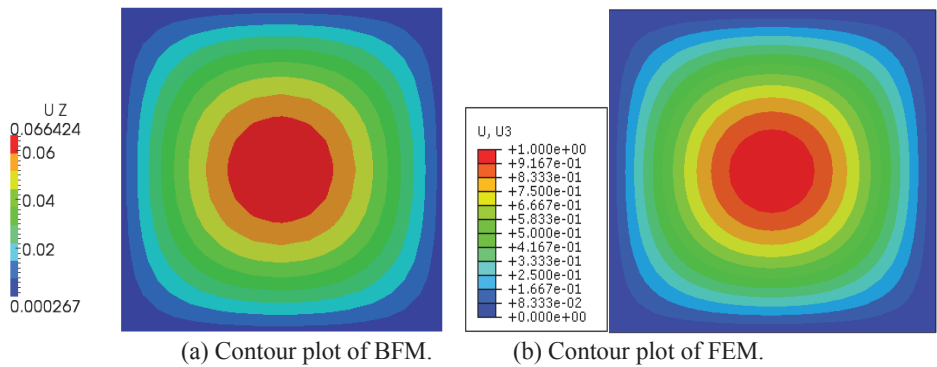 U Z
0.066424
0.06
0.04
0.02
0.000267
U, U3
+1.000e+00
+9.167e-01
+8.333e-01
+7.500e-01
+6.667e-01
+5.833e-01
+5.000e-01
+4.167e-01
+3.333e-01
+2.500e-01
+1.667e-01
+8.333e-02
+0.000e+00
(a) Contour plot of BFM.
(b) Contour plot of FEM.